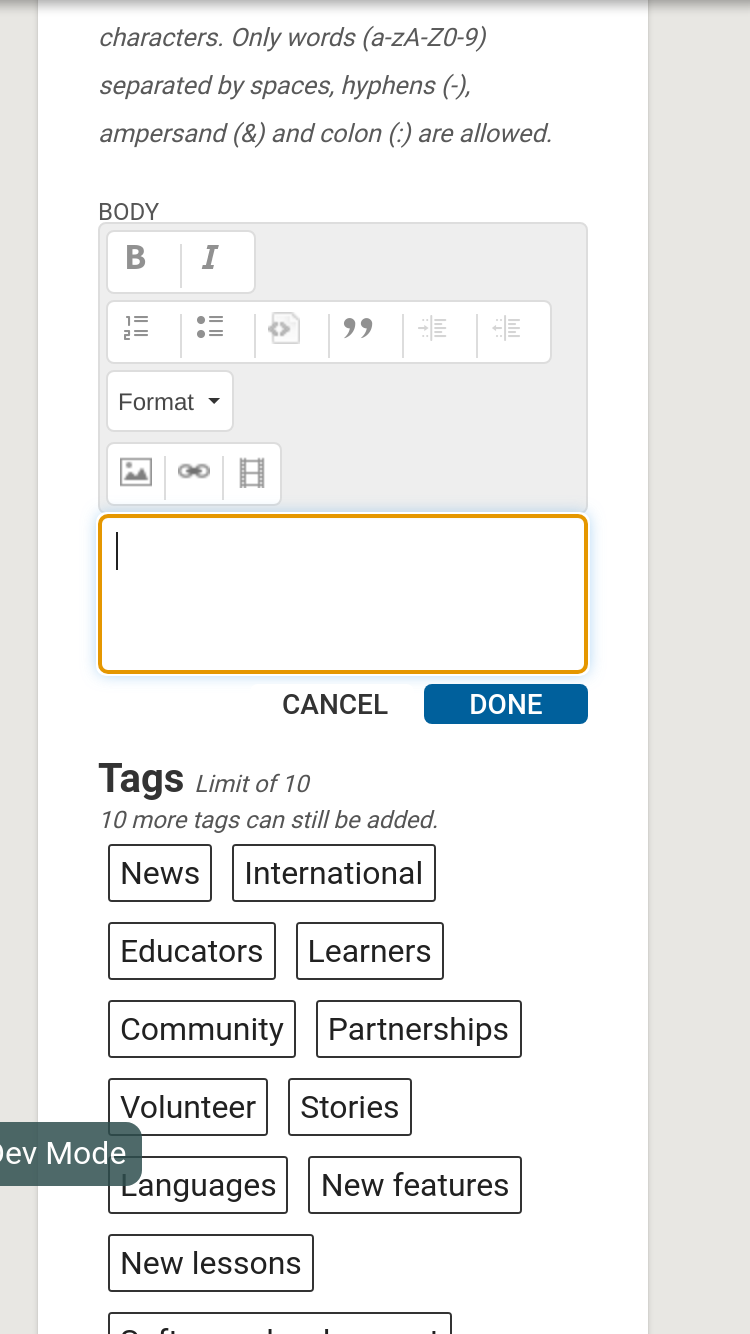 characters. Only words (a-zA-Z0-9)
separated by spaces, hyphens (-),
ampersand (&) and colon (:) are allowed.
BODY
B I
Format
CANCEL DONE
Tags Limit of 10
10 more tags can still be added.
News International
Educators Learners
Community Partnerships
Volunteer Stories
Dev Mode
Languages New features
New lessons